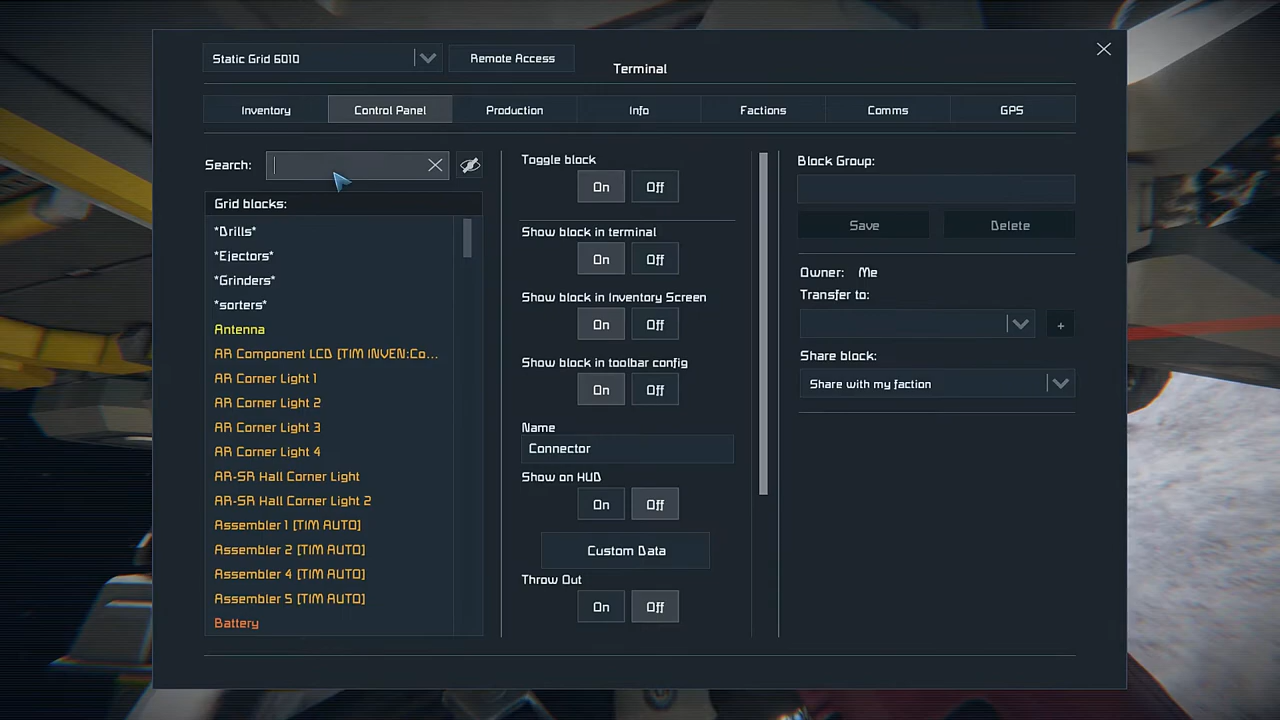 Static Grid 6010
Remote Access
Terminal
Inventory
Control Panel
Production
Info
Factions
Comms
GPS
Search:
Grid blocks:
*Drills*
*Ejectors*
*Grinders*
*sorters*
Antenna
AR Component LCD [TIM INVEN:Co...
AR Corner Light 1
AR Corner Light 2
AR Corner Light 3
AR Corner Light 4
AR-SR Hall Corner Light
AR-SR Hall Corner Light 2
Assembler 1 [TIM AUTO]
Assembler 2 [TIM AUTO]
Assembler 4 [TIM AUTO]
Assembler 5 [TIM AUTO]
Battery
Toggle block
On Off
Show block in terminal
On Off
Show block in Inventory Screen
On Off
Show block in toolbar config
On Off
Name
Connector
Show on HUD
On Off
Custom Data
Throw Out
On Off
Block Group:
Save Delete
Owner: Me
Transfer to:
+
Share block:
Share with my faction